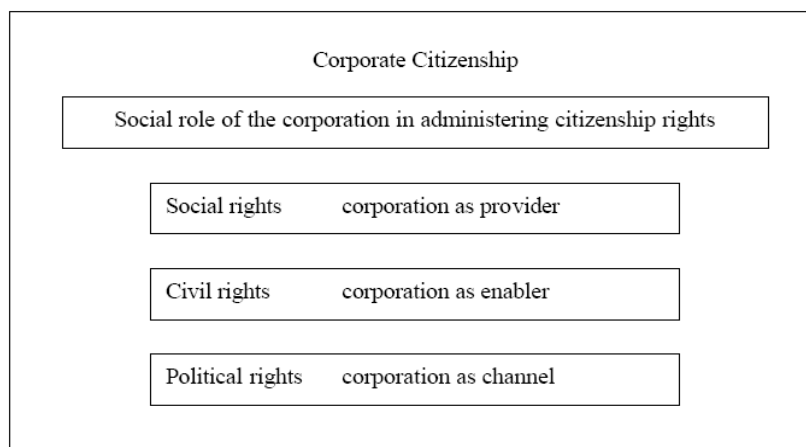 Corporate Citizenship
Social role of the corporation in administering citizenship rights
Social rights corporation as provider
Civil rights corporation as enabler
Political rights corporation as channel